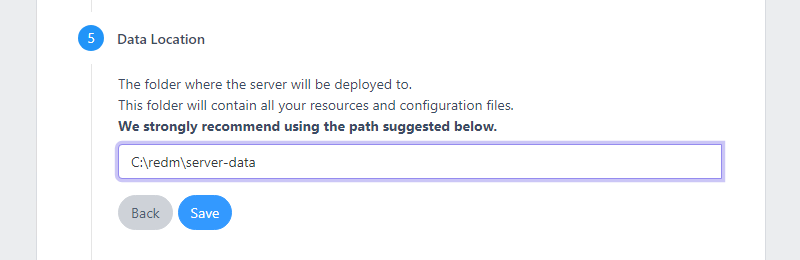 5 Data Location
The folder where the server will be deployed to.
This folder will contain all your resources and configuration files.
We strongly recommend using the path suggested below.
C:\redm\server-data
Back Save